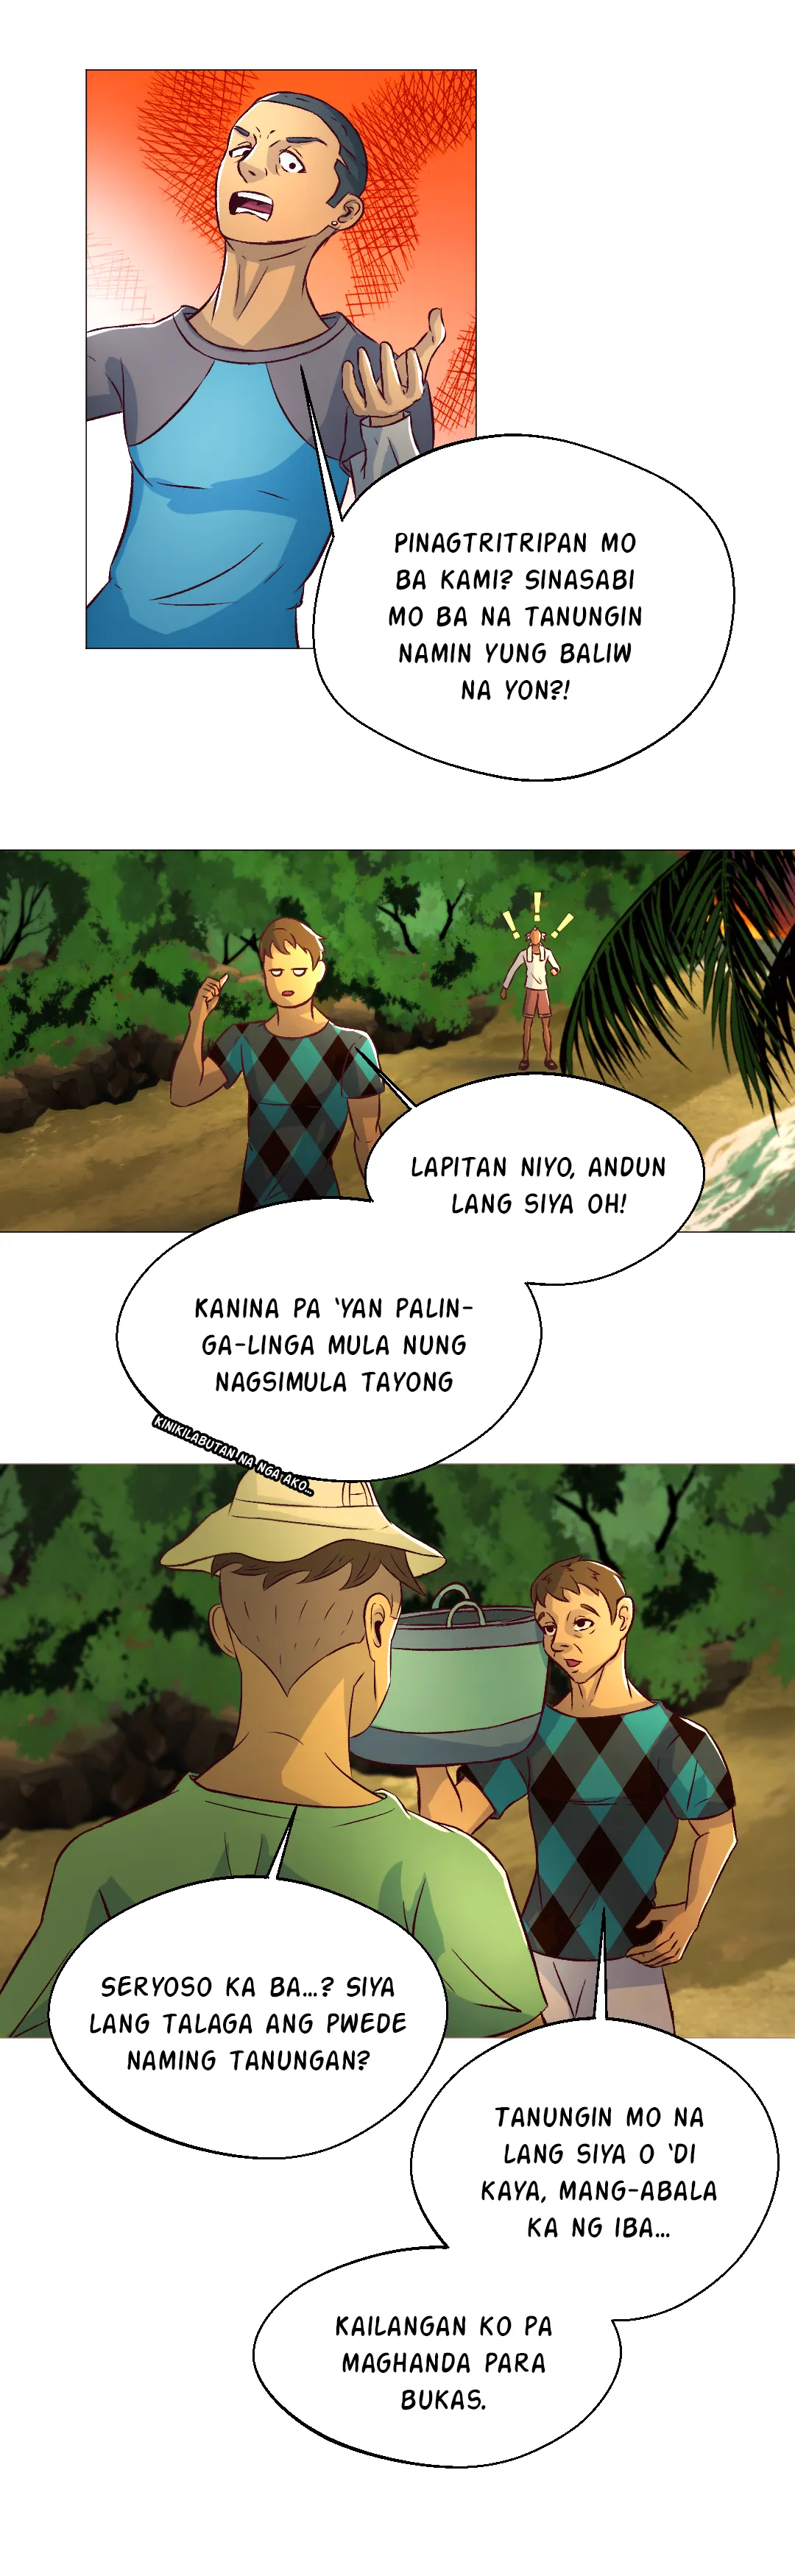 PINAGTRITRIPAN MO
BA KAMI? SINASABI
MO BA NA TANUNGIN
NAMIN YUNG BALIW
NA YON?!
! ! !
LAPITAN NIYO, ANDUN
LANG SIYA OH!
KANINA PA 'YAN PALIN-
GA-LINGA MULA NUNG
NAGSIMULA TAYONG
KINIKILABUTAN NA NGA AKO...
SERYOSO KA BA...? SIYA
LANG TALAGA ANG PWEDE
NAMING TANUNGAN?
TANUNGIN MO NA
LANG SIYA O 'DI
KAYA, MANG-ABALA
KA NG IBA...
KAILANGAN KO PA
MAGHANDA PARA
BUKAS.